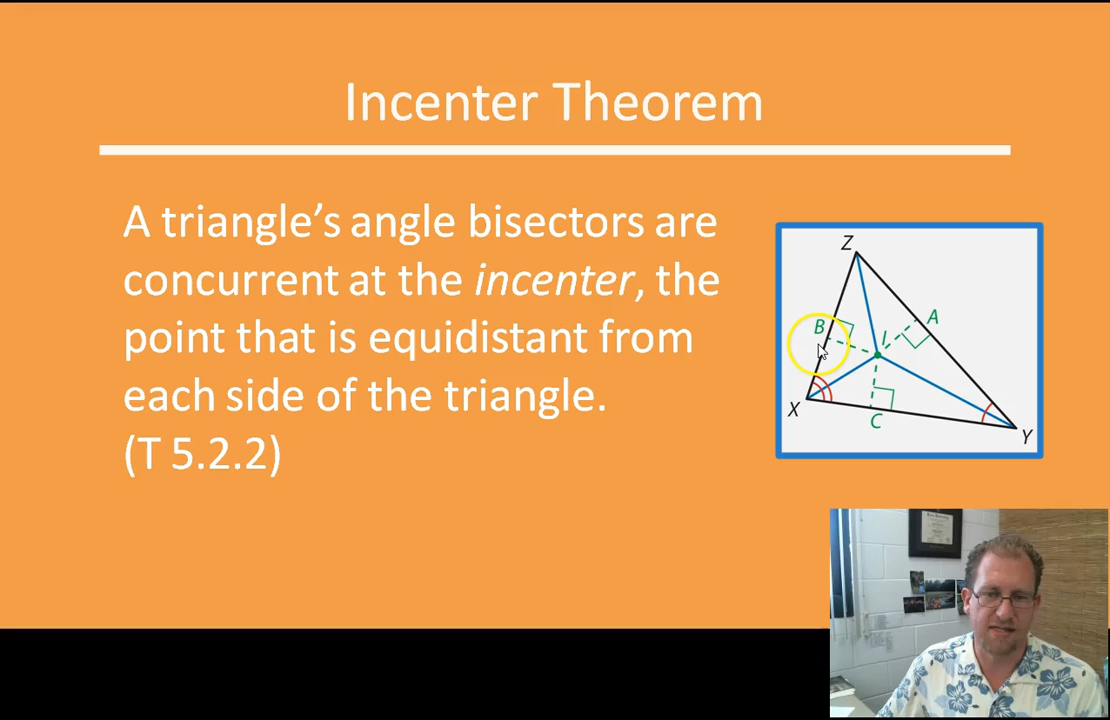 Incenter Theorem
A triangle’s angle bisectors are
concurrent at the incenter, the
point that is equidistant from
each side of the triangle.
(T 5.2.2)
Z
B
A
I
X
C
Y